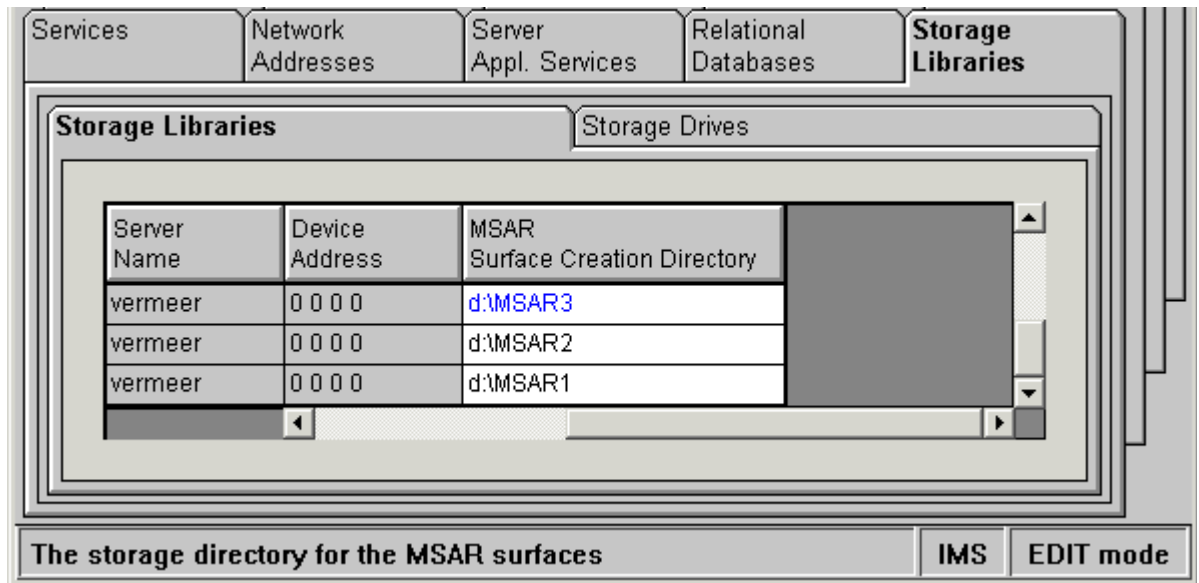 Services Network Addresses Server Appl. Services Relational Databases Storage Libraries
Storage Libraries Storage Drives
Server Name Device Address MSAR Surface Creation Directory
vermeer 0 0 0 0 d:\MSAR3
vermeer 0 0 0 0 d:\MSAR2
vermeer 0 0 0 0 d:\MSAR1
The storage directory for the MSAR surfaces IMS EDIT mode